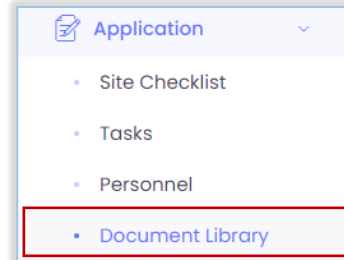 Application
Site Checklist
Tasks
Personnel
Document Library